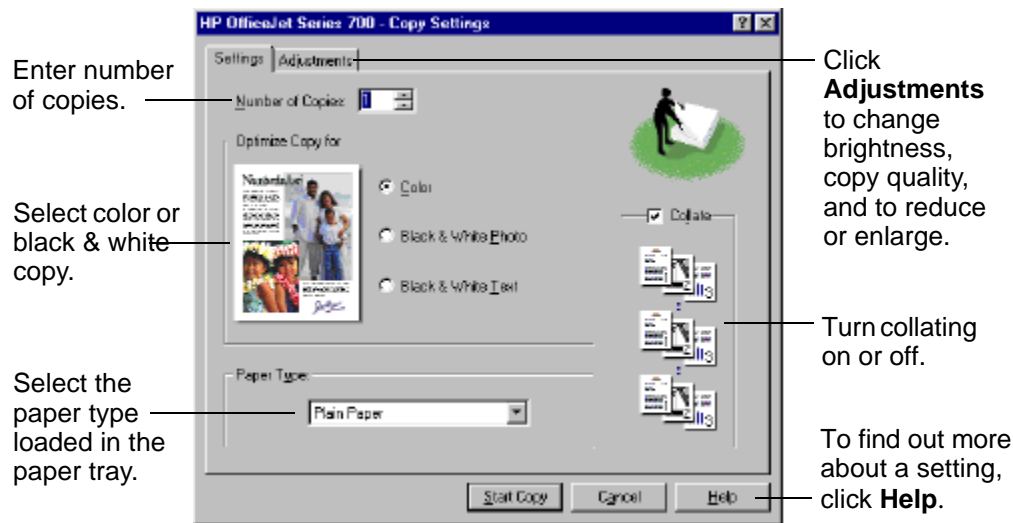 HP OfficeJet Series 700 - Copy Settings
Settings
Adjustments
Number of Copies:
1
Optimize Copy for
Newsletter
Color
Black & White Photo
Black & White Text
Collate
Paper Type:
Plain Paper
Start Copy
Cancel
Help
Enter number
of copies.
Select color or
black & white
copy.
Select the
paper type
loaded in the
paper tray.
Click
Adjustments
to change
brightness,
copy quality,
and to reduce
or enlarge.
Turn collating
on or off.
To find out more
about a setting,
click Help.